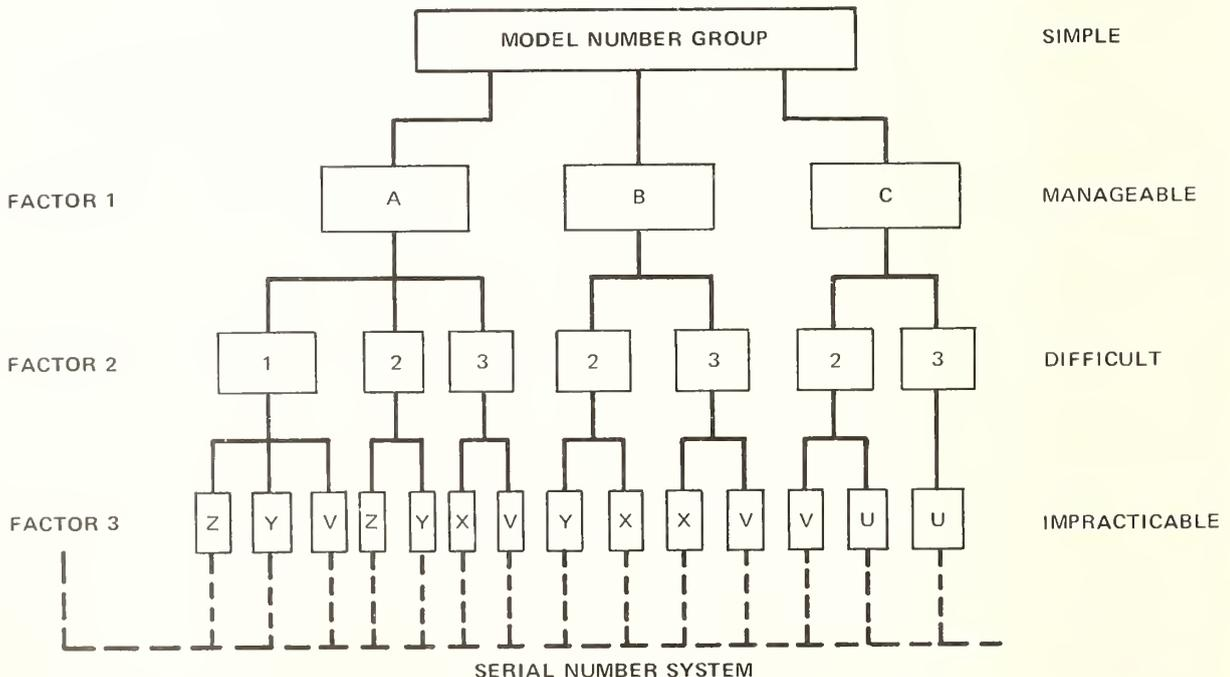 MODEL NUMBER GROUP SIMPLE
FACTOR 1 A B C MANAGEABLE
FACTOR 2 1 2 3 2 3 2 3 DIFFICULT
FACTOR 3 Z Y V Z Y X V Y X X V V U U IMPRACTICABLE
SERIAL NUMBER SYSTEM